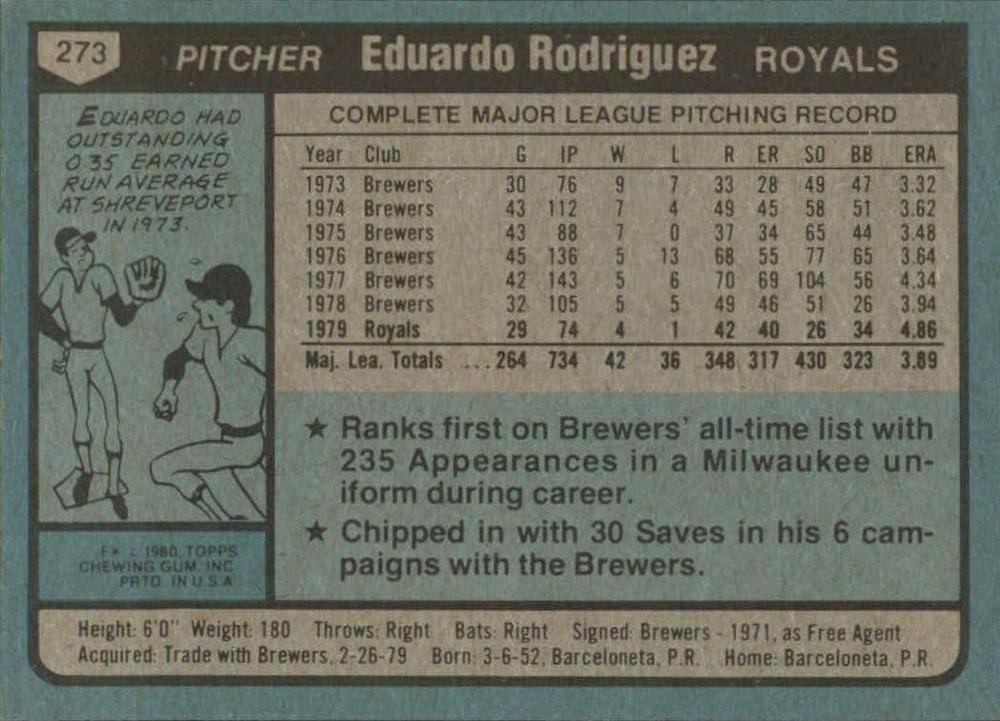 273 PITCHER Eduardo Rodriguez ROYALS
EDUARDO HAD
OUTSTANDING
0.35 EARNED
RUN AVERAGE
AT SHREVEPORT
IN 1973.
COMPLETE MAJOR LEAGUE PITCHING RECORD
Year Club G IP W L R ER SO BB ERA
1973 Brewers 30 76 9 7 33 28 49 47 3.32
1974 Brewers 43 112 7 4 49 45 58 51 3.62
1975 Brewers 43 88 7 0 37 34 65 44 3.48
1976 Brewers 45 136 5 13 68 55 77 65 3.64
1977 Brewers 42 143 5 6 70 69 104 56 4.34
1978 Brewers 32 105 5 5 49 46 51 26 3.94
1979 Royals 29 74 4 1 42 40 26 34 4.86
Maj. Lea. Totals ... 264 734 42 36 348 317 430 323 3.89
★ Ranks first on Brewers' all-time list with
235 Appearances in a Milwaukee un-
iform during career.
★ Chipped in with 30 Saves in his 6 cam-
paigns with the Brewers.
1980 TOPPS
CHEWING GUM, INC
PRTD. IN U.S.A
Height: 6'0" Weight: 180 Throws: Right Bats: Right Signed: Brewers - 1971, as Free Agent
Acquired: Trade with Brewers, 2-26-79 Born: 3-6-52, Barceloneta, P.R. Home: Barceloneta, P.R.